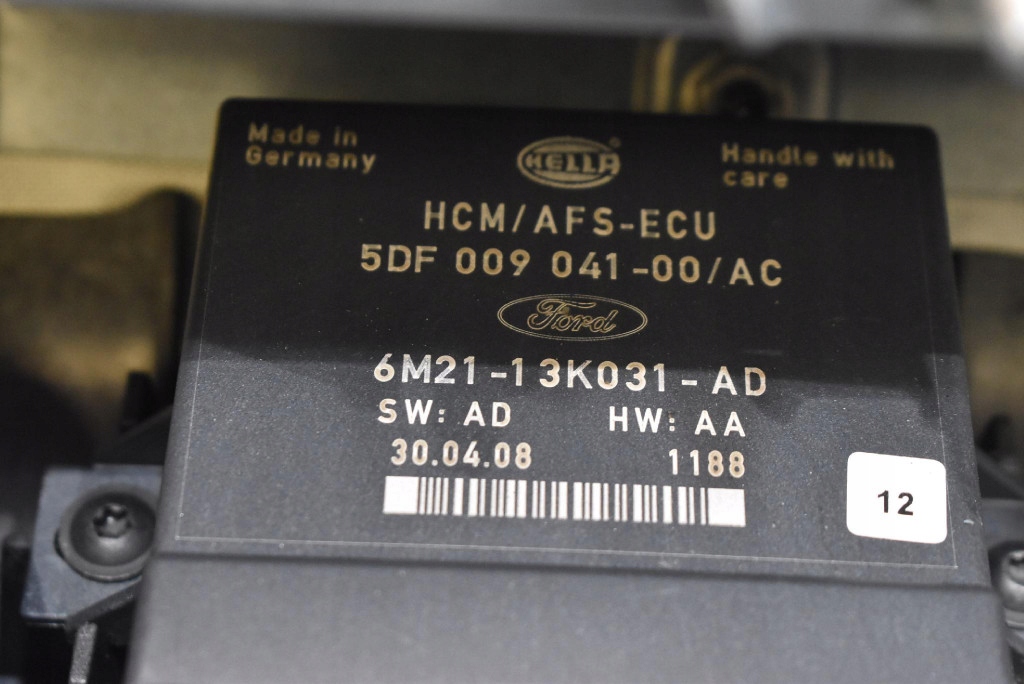 Made in
Germany
HELLA®
Handle with
care
HCM/AFS-ECU
5DF 009 041-00/AC
Ford
6M21-13K031-AD
SW: AD HW: AA
30.04.08 1188
12